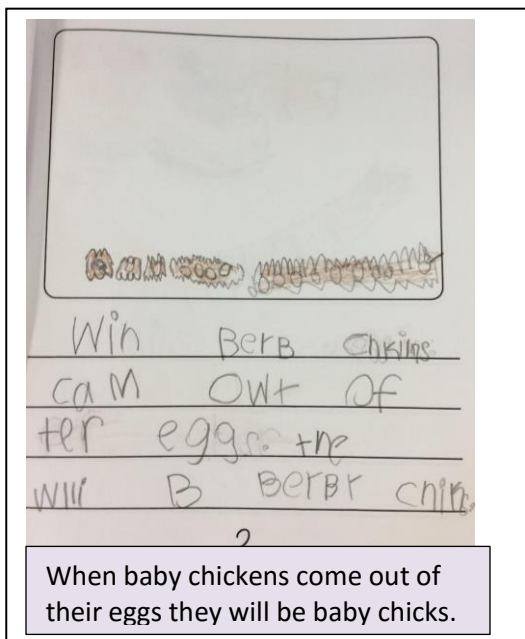 Win BerB Chkins
caM owt of
ter eggs. the
will B BerBr chiks.
2
When baby chickens come out of
their eggs they will be baby chicks.